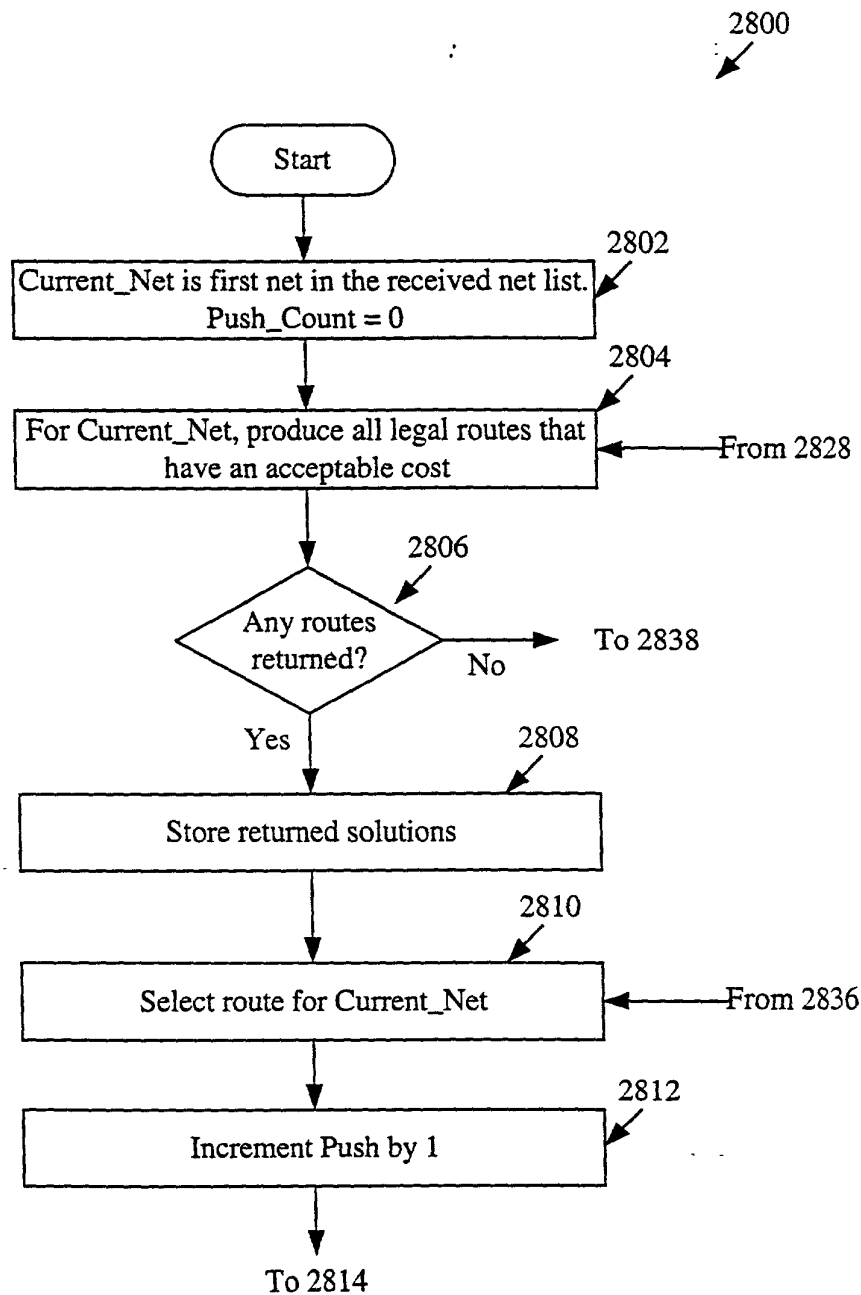 2800
Start
2802
Current_Net is first net in the received net list.
Push_Count = 0
2804
For Current_Net, produce all legal routes that
have an acceptable cost
From 2828
2806
Any routes
returned?
No
To 2838
Yes
2808
Store returned solutions
2810
Select route for Current_Net
From 2836
2812
Increment Push by 1
To 2814